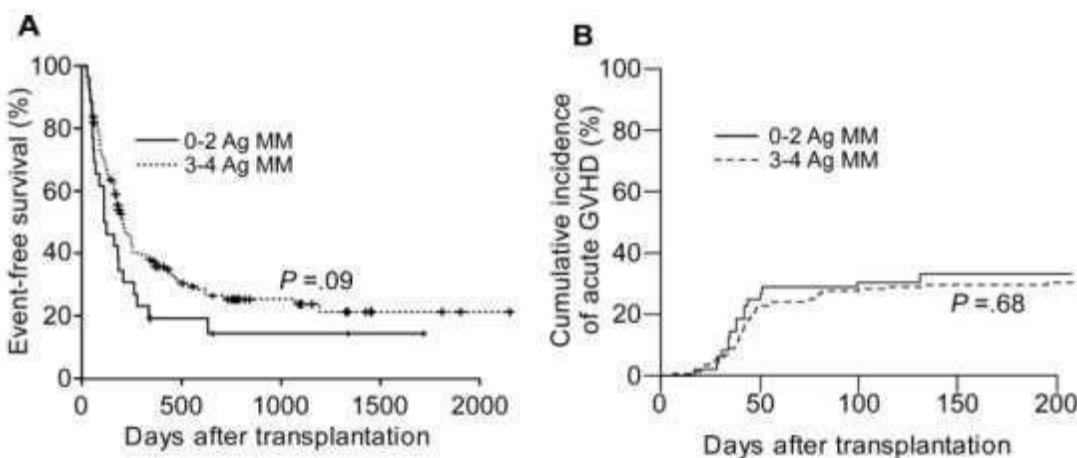 A
Event-free survival (%)
100
80
60
40
20
0
0-2 Ag MM
3-4 Ag MM
P =.09
0 500 1000 1500 2000
Days after transplantation
B
Cumulative incidence
of acute GVHD (%)
100
80
60
40
20
0
0-2 Ag MM
3-4 Ag MM
P =.68
0 50 100 150 200
Days after transplantation